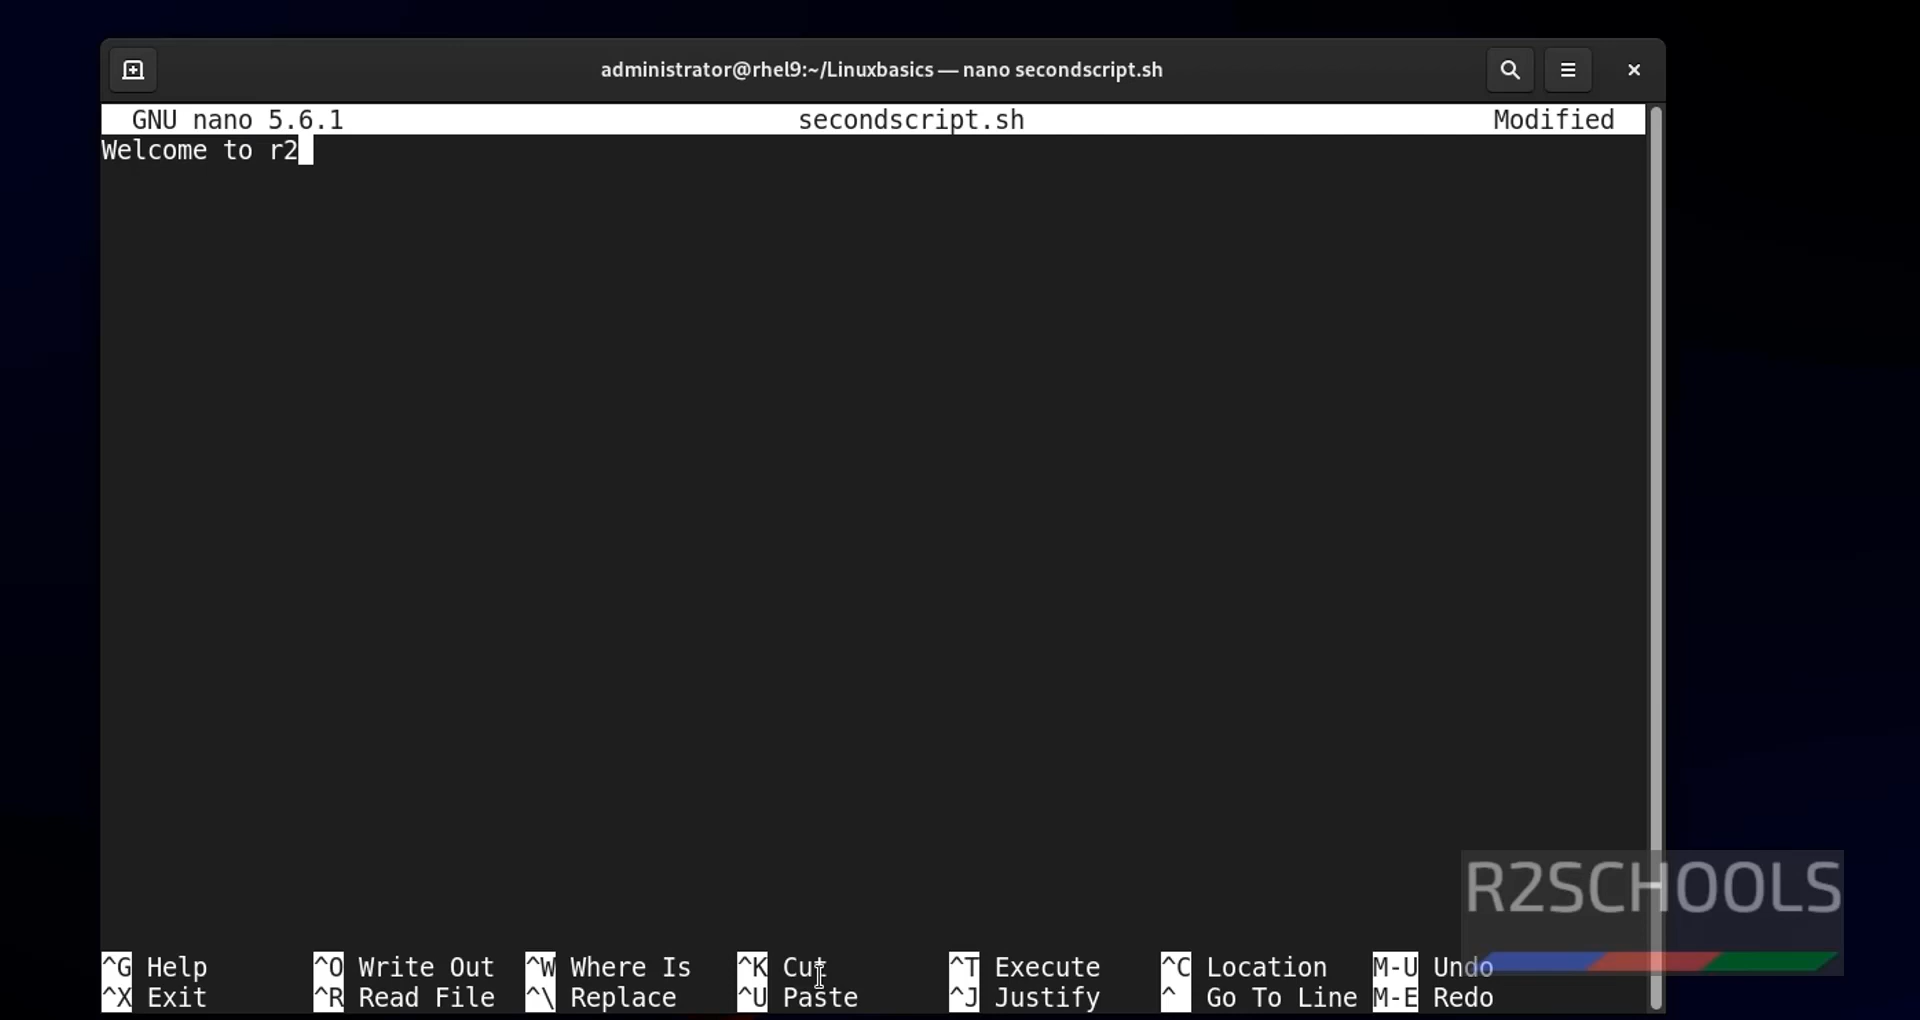 administrator@rhel9:~/Linuxbasics — nano secondscript.sh
GNU nano 5.6.1 secondscript.sh Modified
Welcome to r2
R2SCHOOLS
^G Help ^O Write Out ^W Where Is ^K Cut ^T Execute ^C Location M-U Undo
^X Exit ^R Read File ^\ Replace ^U Paste ^J Justify ^ Go To Line M-E Redo